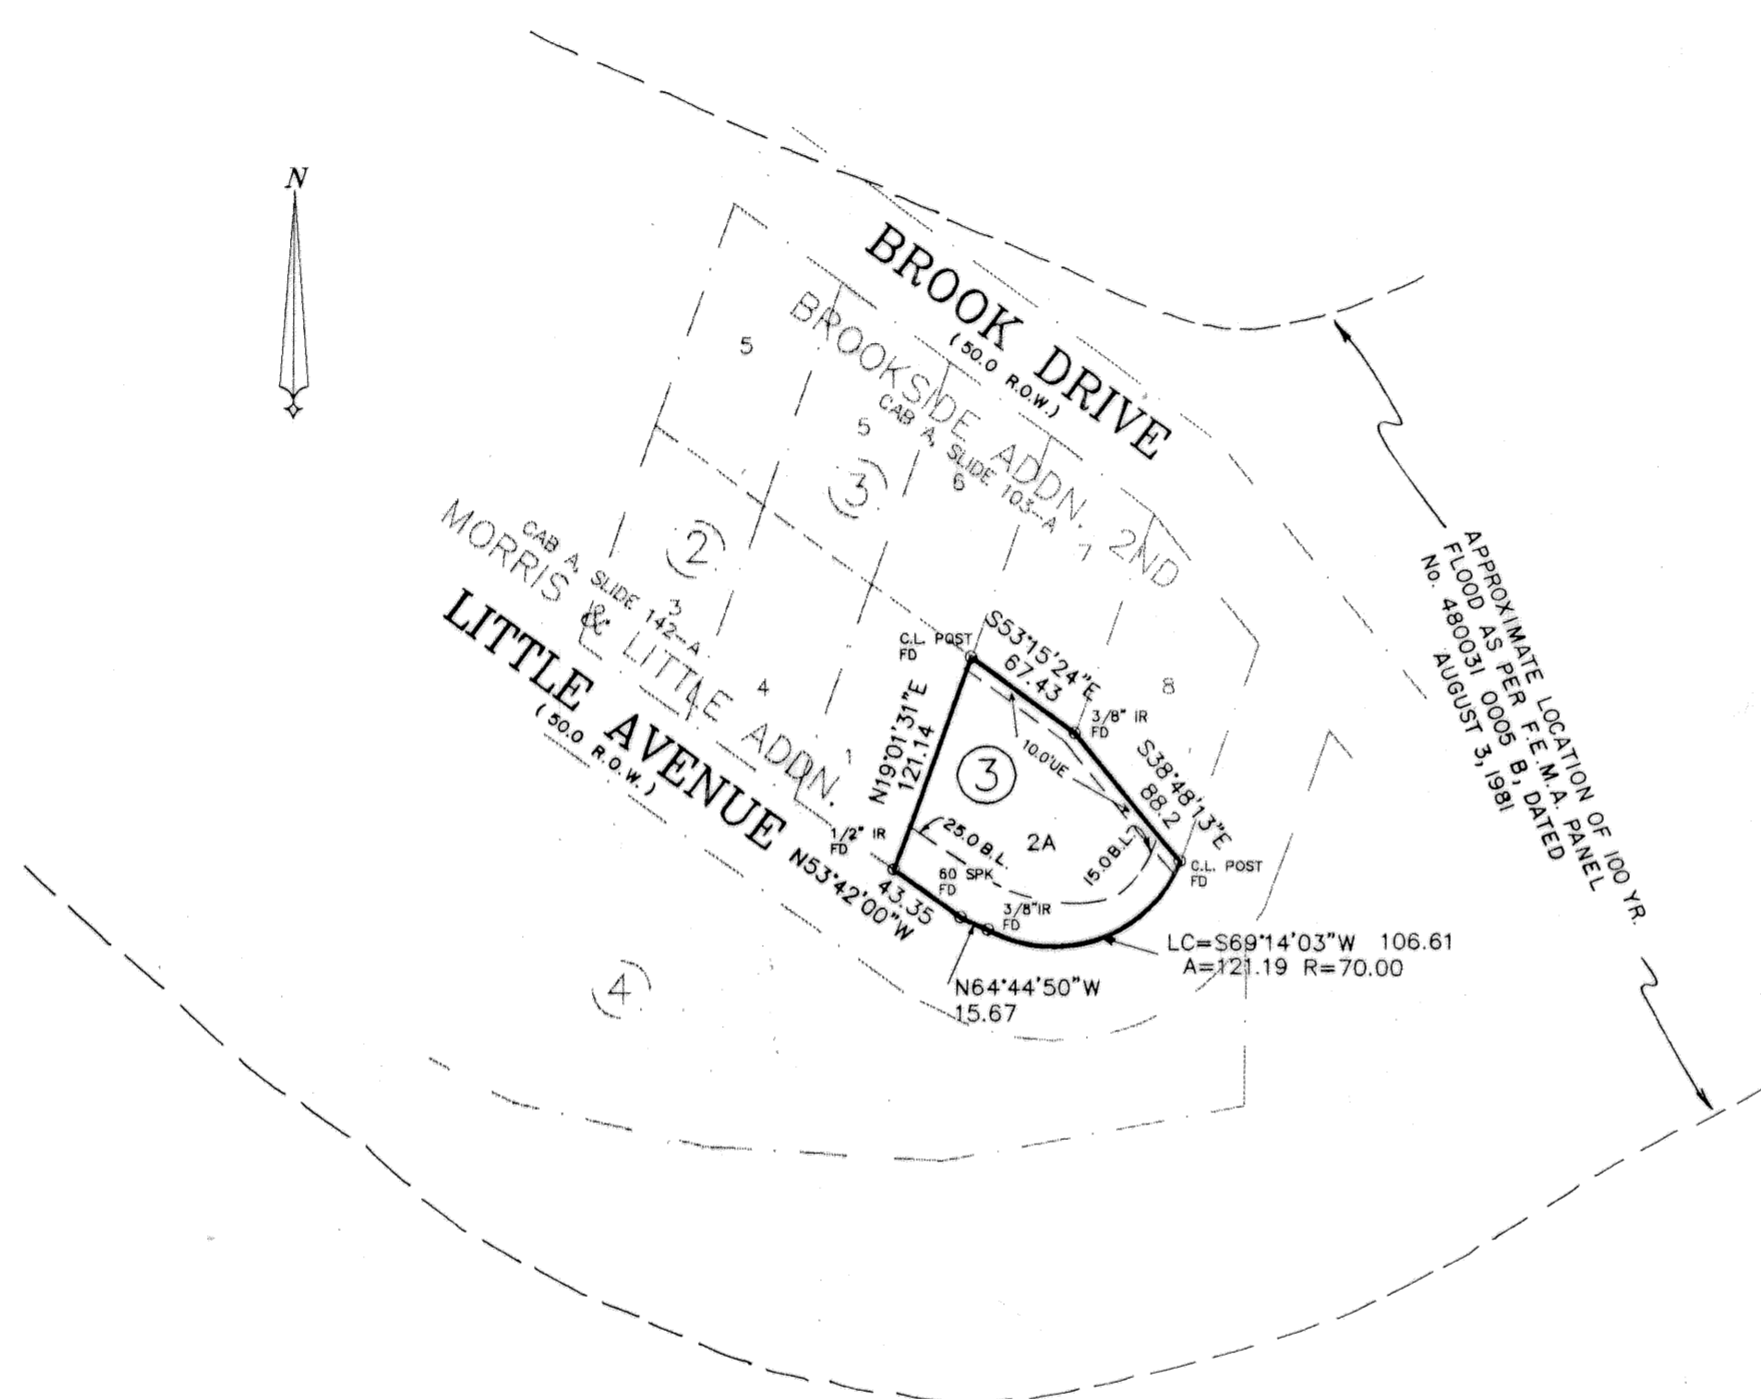 N
BROOK DRIVE
( 50.0 R.O.W.)
BROOKSIDE ADDN. 2ND
CAB A, SLIDE 103-A
5
5
6
7
8
3
2
3
4
1
CAB A, SLIDE 142-A
MORRIS & LITTLE ADDN.
LITTLE AVENUE
( 50.0 R.O.W.)
C.L. POST
FD
S53°15'24"E
67.43
3/8" IR
FD
S38°48'13"E
88.2
N19°01'31"E
121.14
3
10.0'UE
2A
25.0 B.L.
15.0 B.L.
1/2" IR
FD
60 SPK
FD
3/8"IR
FD
C.L. POST
FD
N53°42'00"W
43.35
LC=S69°14'03"W 106.61
A=121.19 R=70.00
N64°44'50"W
15.67
4
APPROXIMATE LOCATION OF 100 YR.
FLOOD AS PER F.E.M.A. PANEL
No. 480031 0005 B, DATED
AUGUST 3, 1981